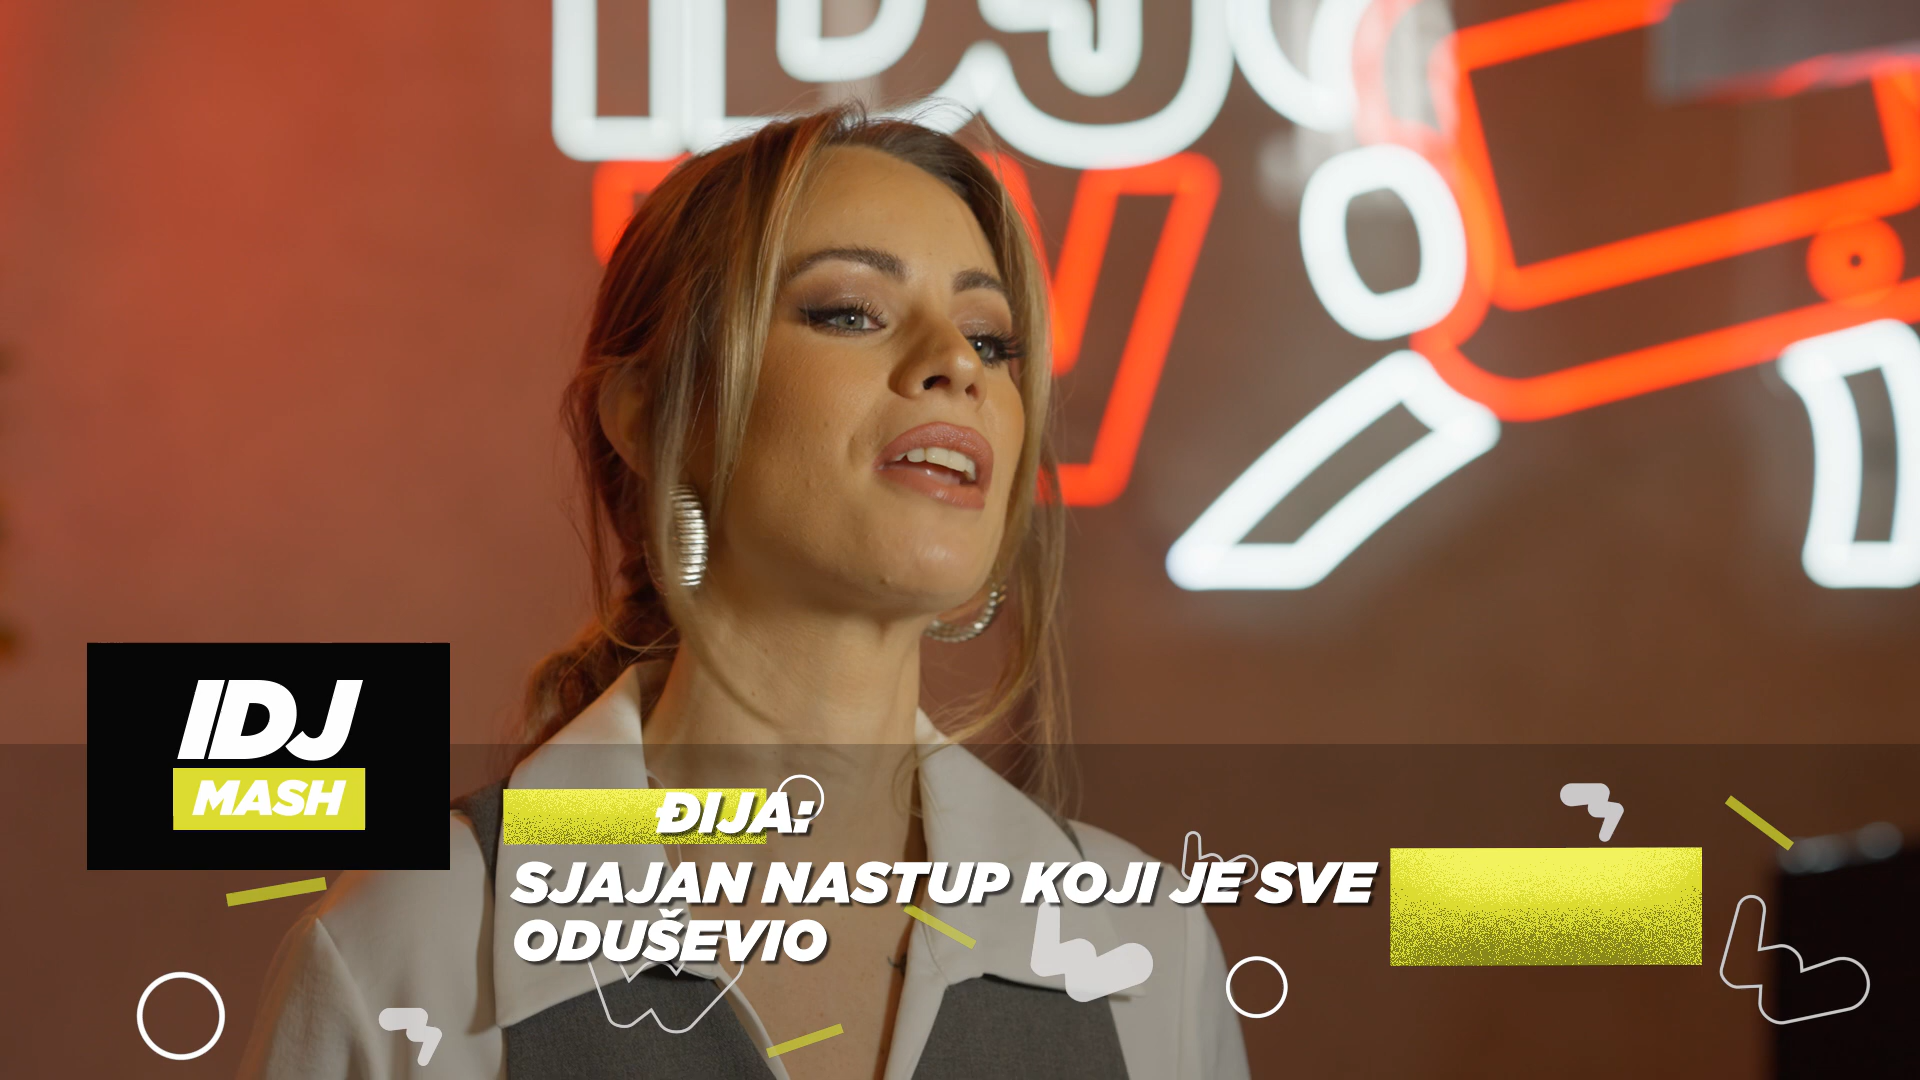 IDJ
MASH
ĐIJA:
SJAJAN NASTUP KOJI JE SVE
ODUŠEVIO